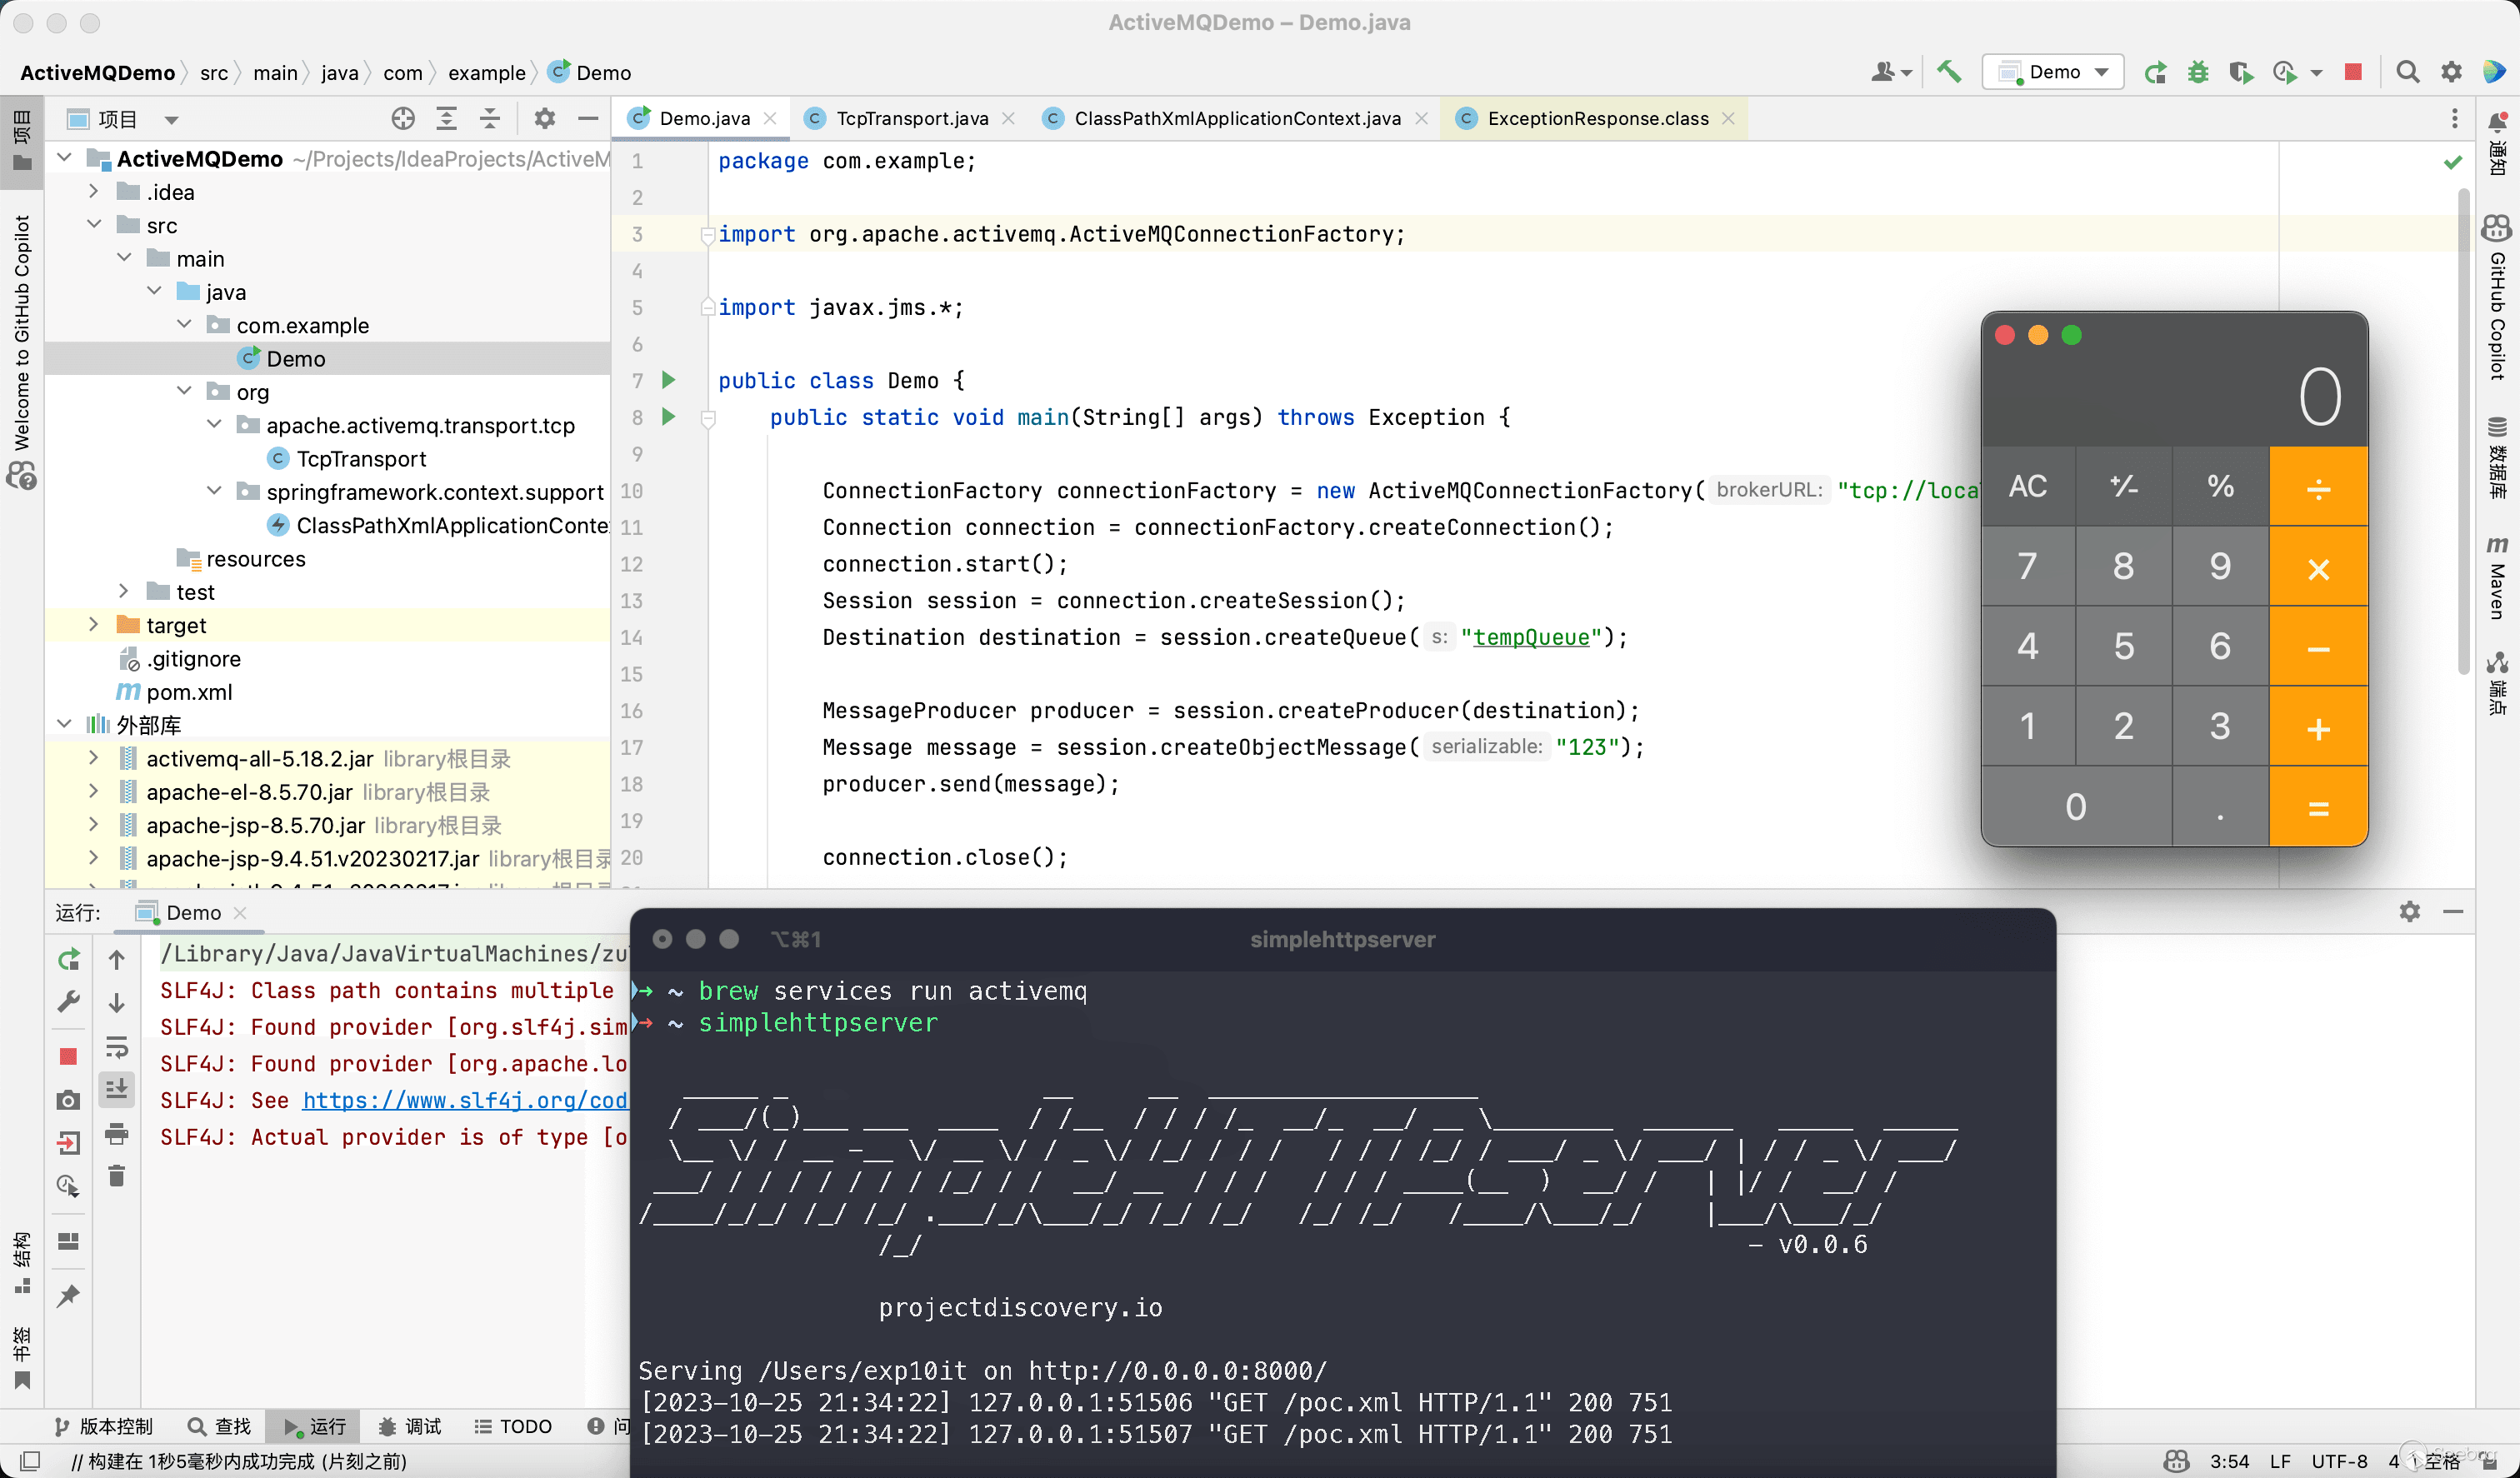 ActiveMQDemo – Demo.java
ActiveMQDemo src main java com example Demo
Demo
项目
Demo.java TcpTransport.java ClassPathXmlApplicationContext.java ExceptionResponse.class
项目
Welcome to GitHub Copilot
结构
书签
ActiveMQDemo ~/Projects/IdeaProjects/ActiveM
.idea
src
main
java
com.example
Demo
org
apache.activemq.transport.tcp
TcpTransport
springframework.context.support
ClassPathXmlApplicationConte
resources
test
target
.gitignore
pom.xml
外部库
activemq-all-5.18.2.jar library根目录
apache-el-8.5.70.jar library根目录
apache-jsp-8.5.70.jar library根目录
apache-jsp-9.4.51.v20230217.jar library根目录
1 package com.example;
2
3 import org.apache.activemq.ActiveMQConnectionFactory;
4
5 import javax.jms.*;
6
7 public class Demo {
8 public static void main(String[] args) throws Exception {
9
10 ConnectionFactory connectionFactory = new ActiveMQConnectionFactory( brokerURL: "tcp://loca
11 Connection connection = connectionFactory.createConnection();
12 connection.start();
13 Session session = connection.createSession();
14 Destination destination = session.createQueue( s: "tempQueue");
15
16 MessageProducer producer = session.createProducer(destination);
17 Message message = session.createObjectMessage( serializable: "123");
18 producer.send(message);
19
20 connection.close();
通知
GitHub Copilot
数据库
Maven
端点
0
AC +⁄- % ÷
7 8 9 ×
4 5 6 −
1 2 3 +
0 . =
运行: Demo
/Library/Java/JavaVirtualMachines/zu
SLF4J: Class path contains multiple
SLF4J: Found provider [org.slf4j.sim
SLF4J: Found provider [org.apache.lo
SLF4J: See https://www.slf4j.org/cod
SLF4J: Actual provider is of type [o
⌥⌘1 simplehttpserver
~ brew services run activemq
~ simplehttpserver
SimpleHTTPserver
- v0.0.6
projectdiscovery.io
Serving /Users/exp10it on http://0.0.0.0:8000/
[2023-10-25 21:34:22] 127.0.0.1:51506 "GET /poc.xml HTTP/1.1" 200 751
[2023-10-25 21:34:22] 127.0.0.1:51507 "GET /poc.xml HTTP/1.1" 200 751
版本控制 查找 运行 调试 TODO 问
// 构建在 1秒5毫秒内成功完成 (片刻之前)
3:54 LF UTF-8 4 个空格
Seebug